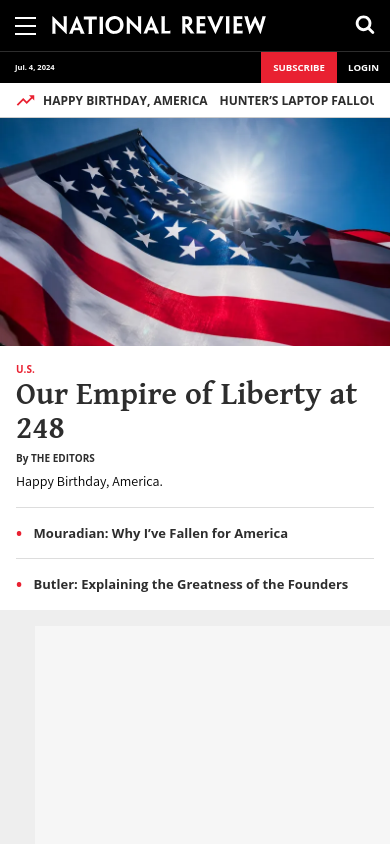 NATIONAL REVIEW
Jul. 4, 2024
SUBSCRIBE
LOGIN
HAPPY BIRTHDAY, AMERICA
HUNTER'S LAPTOP FALLOU
U.S.
Our Empire of Liberty at
248
By THE EDITORS
Happy Birthday, America.
Mouradian: Why I've Fallen for America
Butler: Explaining the Greatness of the Founders